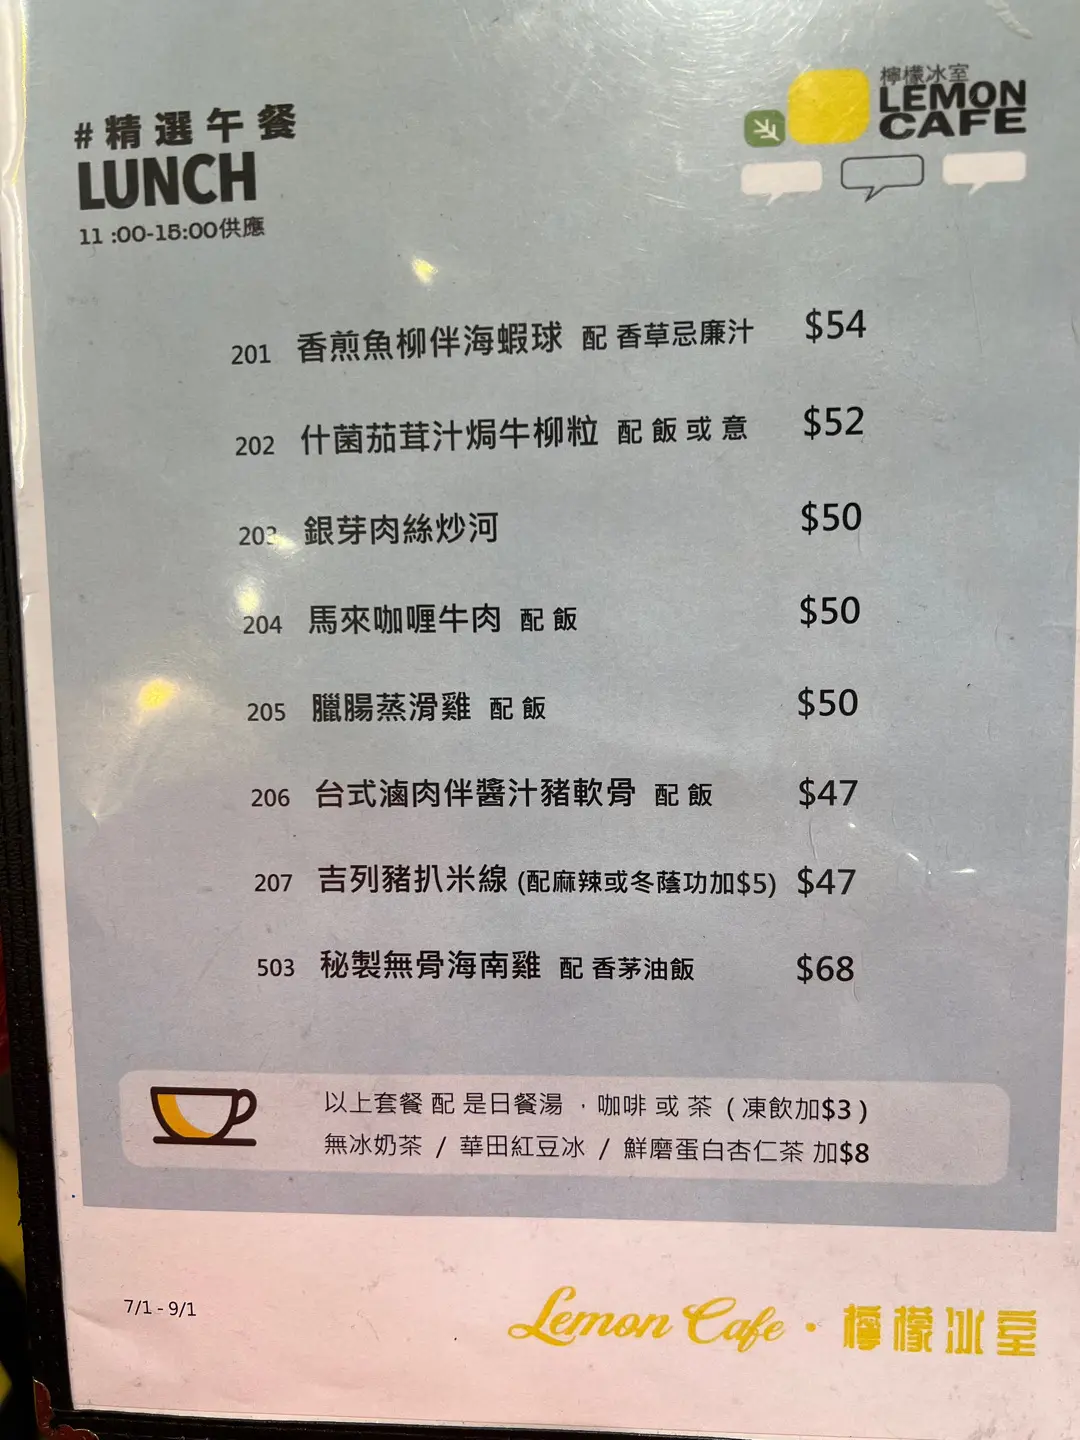 #精選午餐
LUNCH
11 :00-15:00供應
檸檬冰室
LEMON
CAFE
201 香煎魚柳伴海蝦球 配 香草忌廉汁 $54
202 什菌茄茸汁焗牛柳粒 配 飯 或 意 $52
203 銀芽肉絲炒河 $50
204 馬來咖喱牛肉 配 飯 $50
205 臘腸蒸滑雞 配 飯 $50
206 台式滷肉伴醬汁豬軟骨 配 飯 $47
207 吉列豬扒米線 (配麻辣或冬蔭功加$5) $47
503 秘製無骨海南雞 配 香茅油飯 $68
以上套餐 配 是日餐湯 ，咖啡 或 茶 ( 凍飲加$3 )
無冰奶茶 / 華田紅豆冰 / 鮮磨蛋白杏仁茶 加$8
7/1 - 9/1
Lemon Cafe · 檸檬冰室